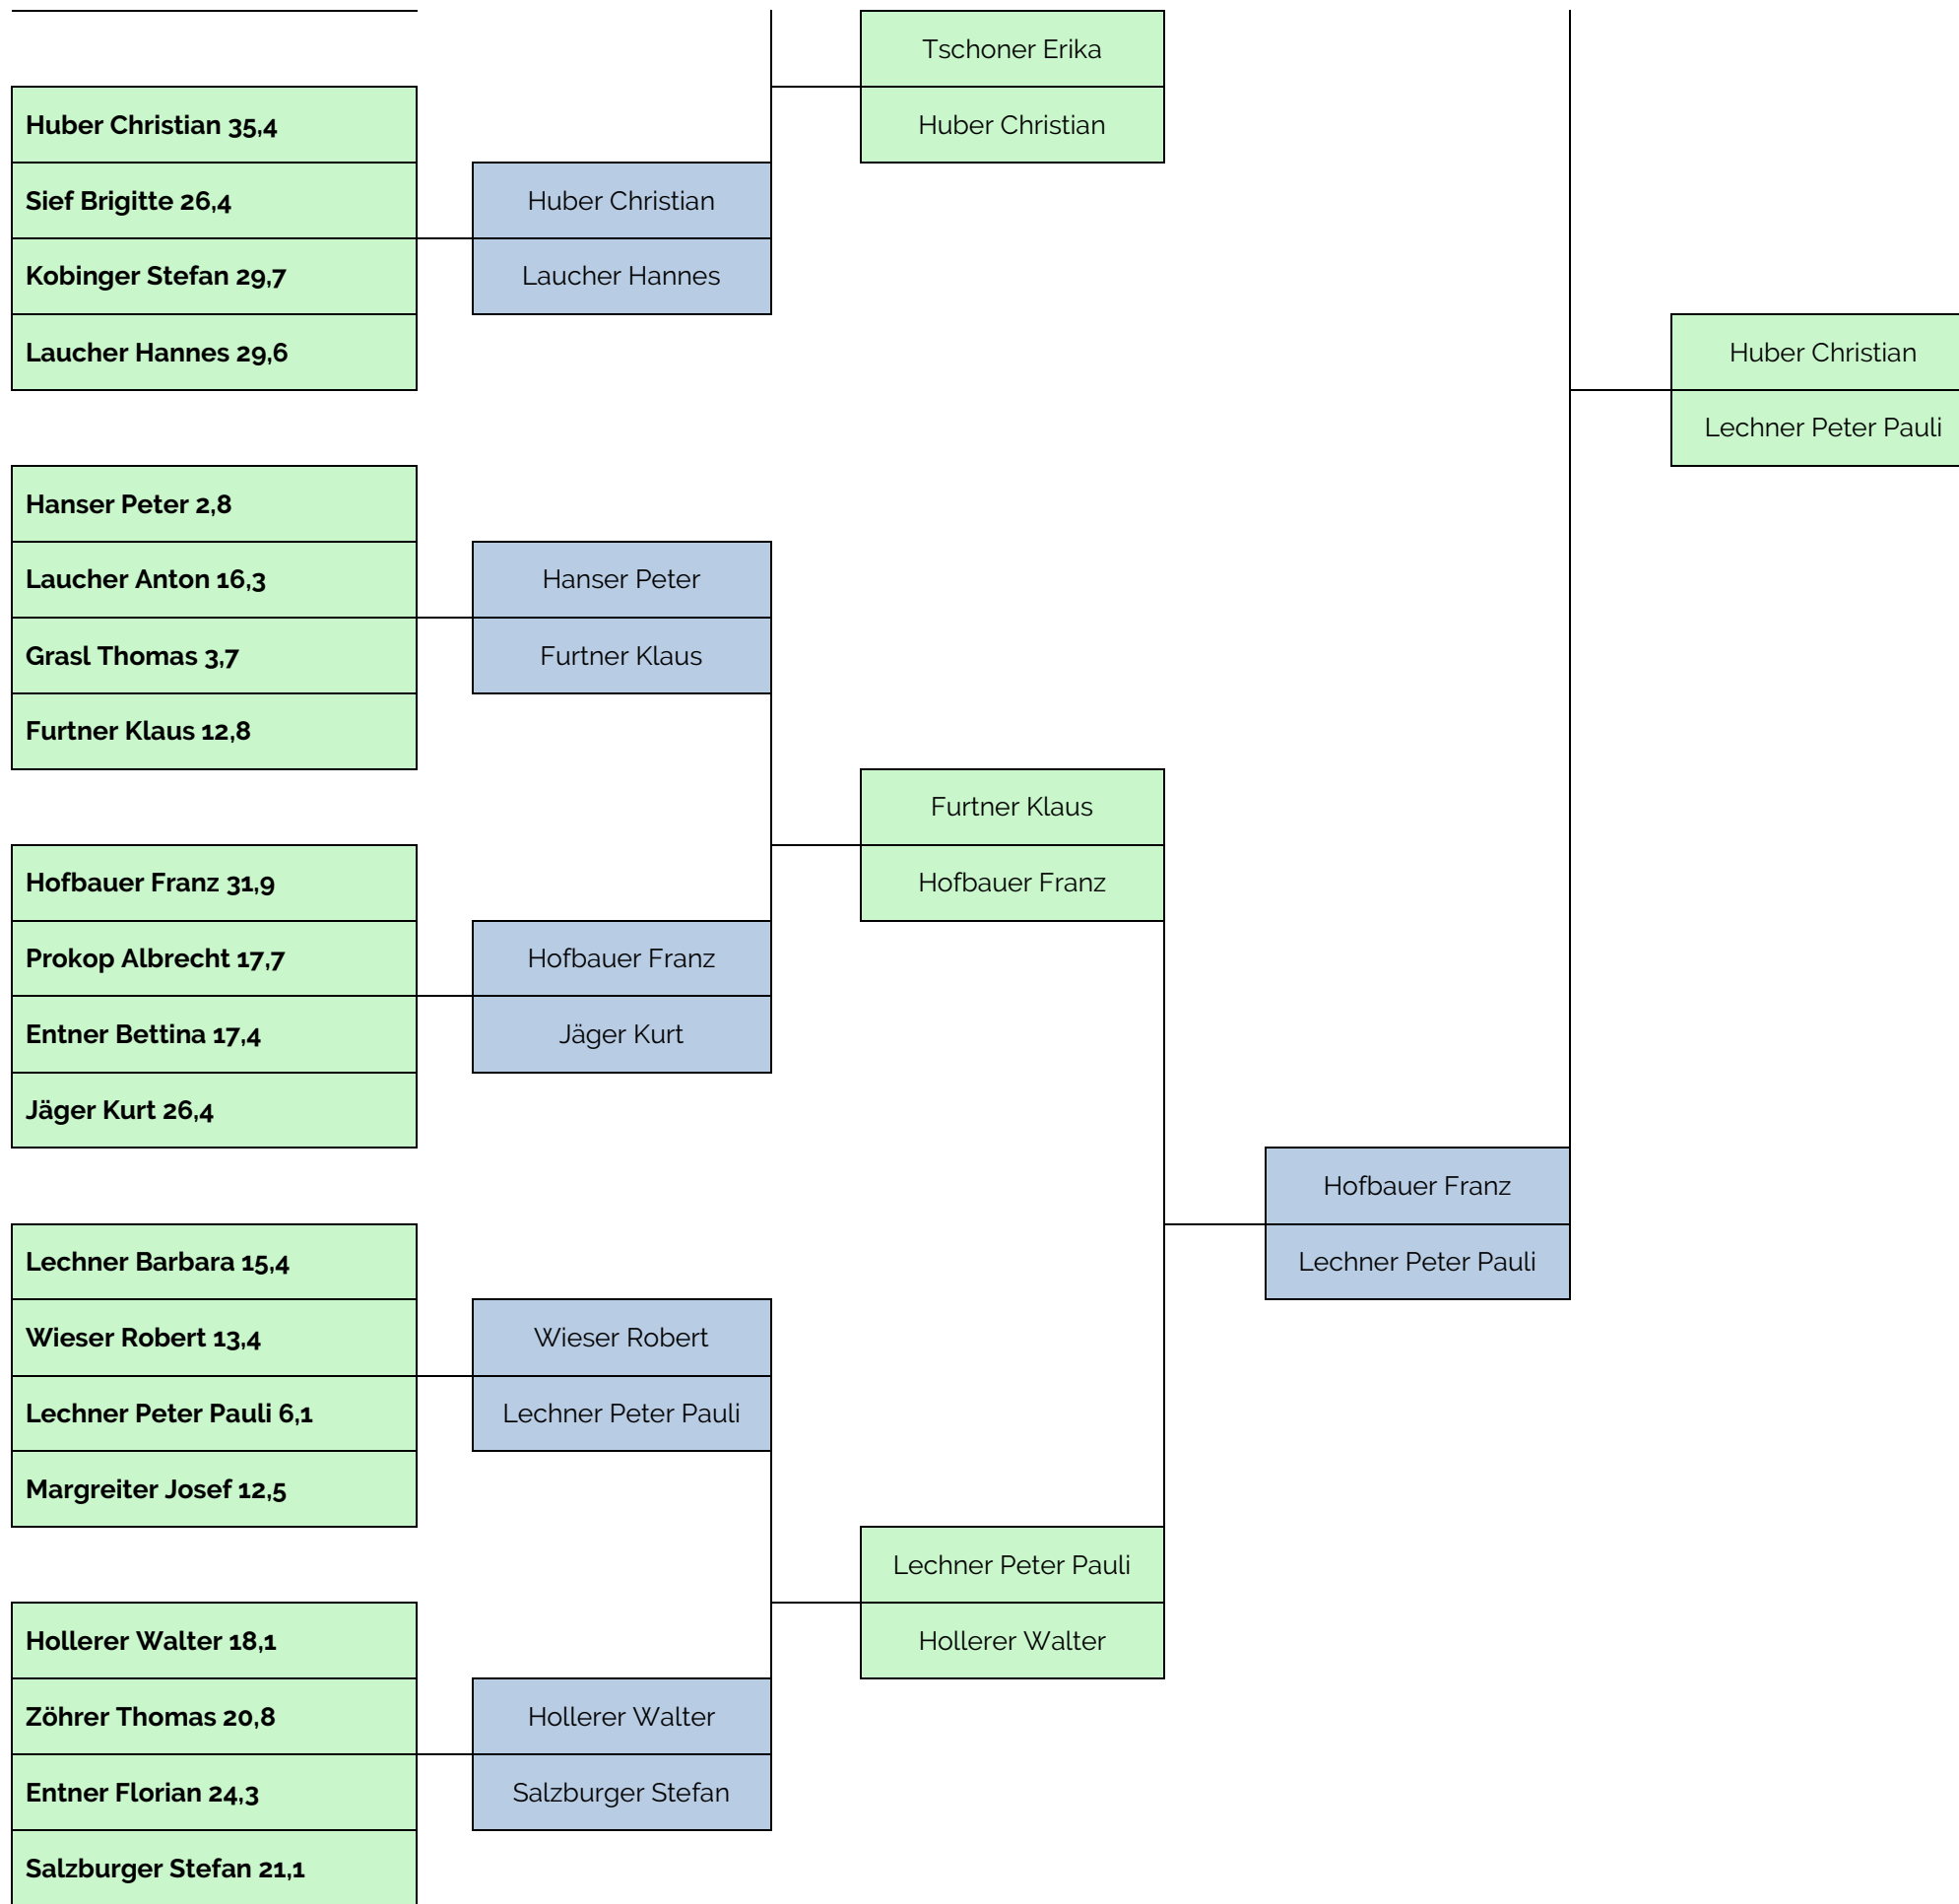 Huber Christian 35,4
Sief Brigitte 26,4
Kobinger Stefan 29,7
Laucher Hannes 29,6
Hanser Peter 2,8
Laucher Anton 16,3
Grasl Thomas 3,7
Furtner Klaus 12,8
Hofbauer Franz 31,9
Prokop Albrecht 17,7
Entner Bettina 17,4
Jäger Kurt 26,4
Lechner Barbara 15,4
Wieser Robert 13,4
Lechner Peter Pauli 6,1
Margreiter Josef 12,5
Hollerer Walter 18,1
Zöhrer Thomas 20,8
Entner Florian 24,3
Salzburger Stefan 21,1
Huber Christian
Laucher Hannes
Hanser Peter
Furtner Klaus
Hofbauer Franz
Jäger Kurt
Wieser Robert
Lechner Peter Pauli
Hollerer Walter
Salzburger Stefan
Tschoner Erika
Huber Christian
Furtner Klaus
Hofbauer Franz
Lechner Peter Pauli
Hollerer Walter
Hofbauer Franz
Lechner Peter Pauli
Huber Christian
Lechner Peter Pauli